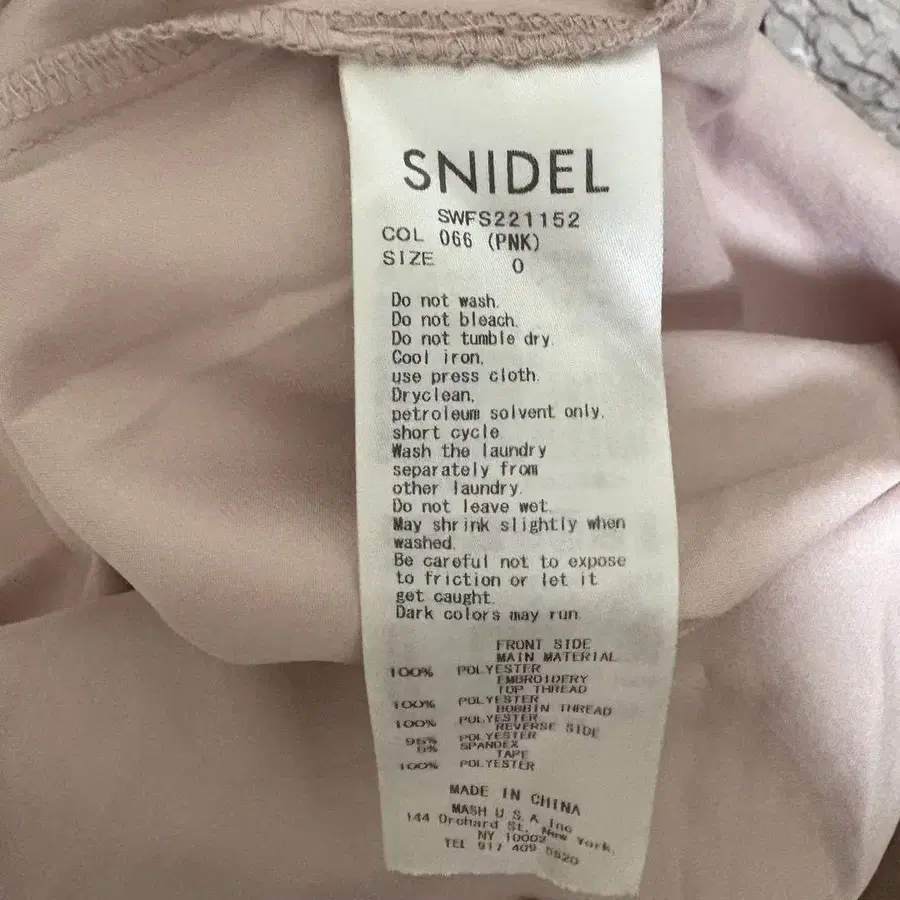 SNIDEL
SWFS221152
COL 066 (PNK)
SIZE 0
Do not wash.
Do not bleach.
Do not tumble dry.
Cool iron,
use press cloth.
Dryclean,
petroleum solvent only.
short cycle
Wash the laundry
separately from
other laundry.
Do not leave wet.
May shrink slightly when
washed.
Be careful not to expose
to friction or let it
get caught.
Dark colors may run.
FRONT SIDE
MAIN MATERIAL
100% POLYESTER
EMBROIDERY
TOP THREAD
100% POLYESTER
BOBBIN THREAD
100% POLYESTER
REVERSE SIDE
95% POLYESTER
5% SPANDEX
TAPE
100% POLYESTER
MADE IN CHINA
MASH U.S.A Inc
144 Orchard St. New York,
NY 10002
TEL 917 409 5520